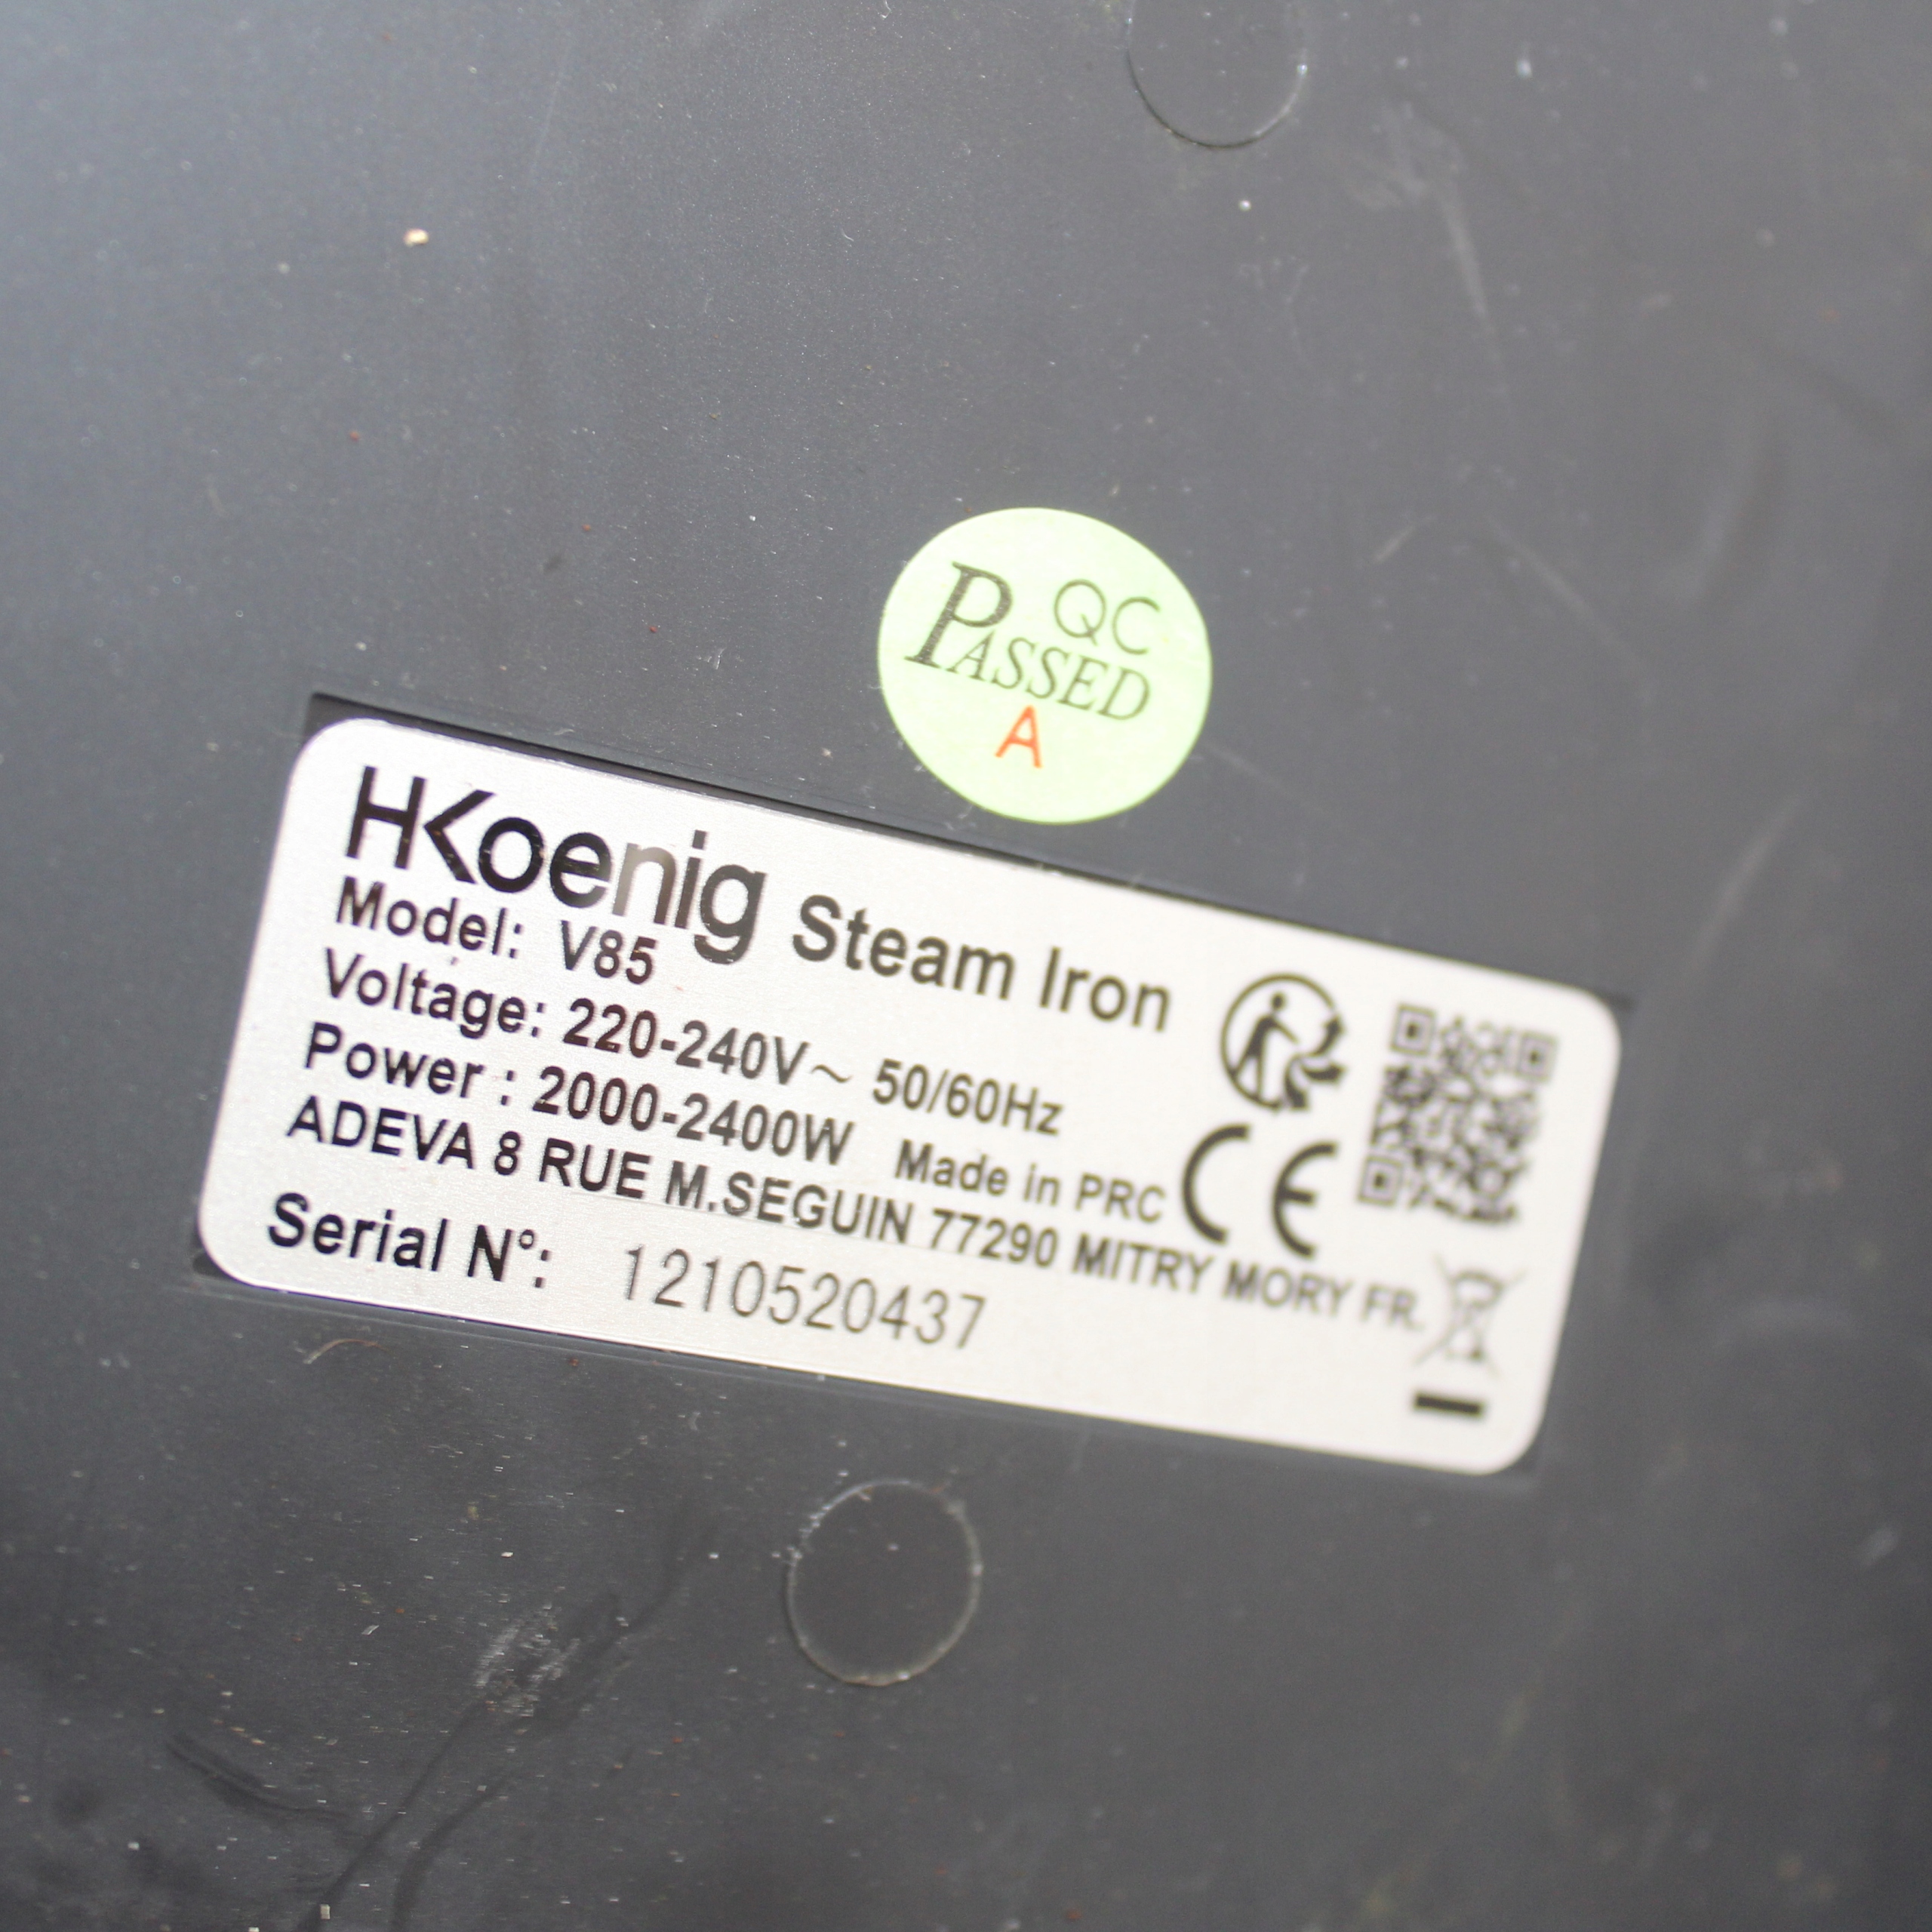 QC
PASSED
A
HKoenig Steam Iron
Model: V85
Voltage: 220-240V~ 50/60Hz
Power : 2000-2400W Made in PRC CE
ADEVA 8 RUE M.SEGUIN 77290 MITRY MORY FR.
Serial N°: 1210520437